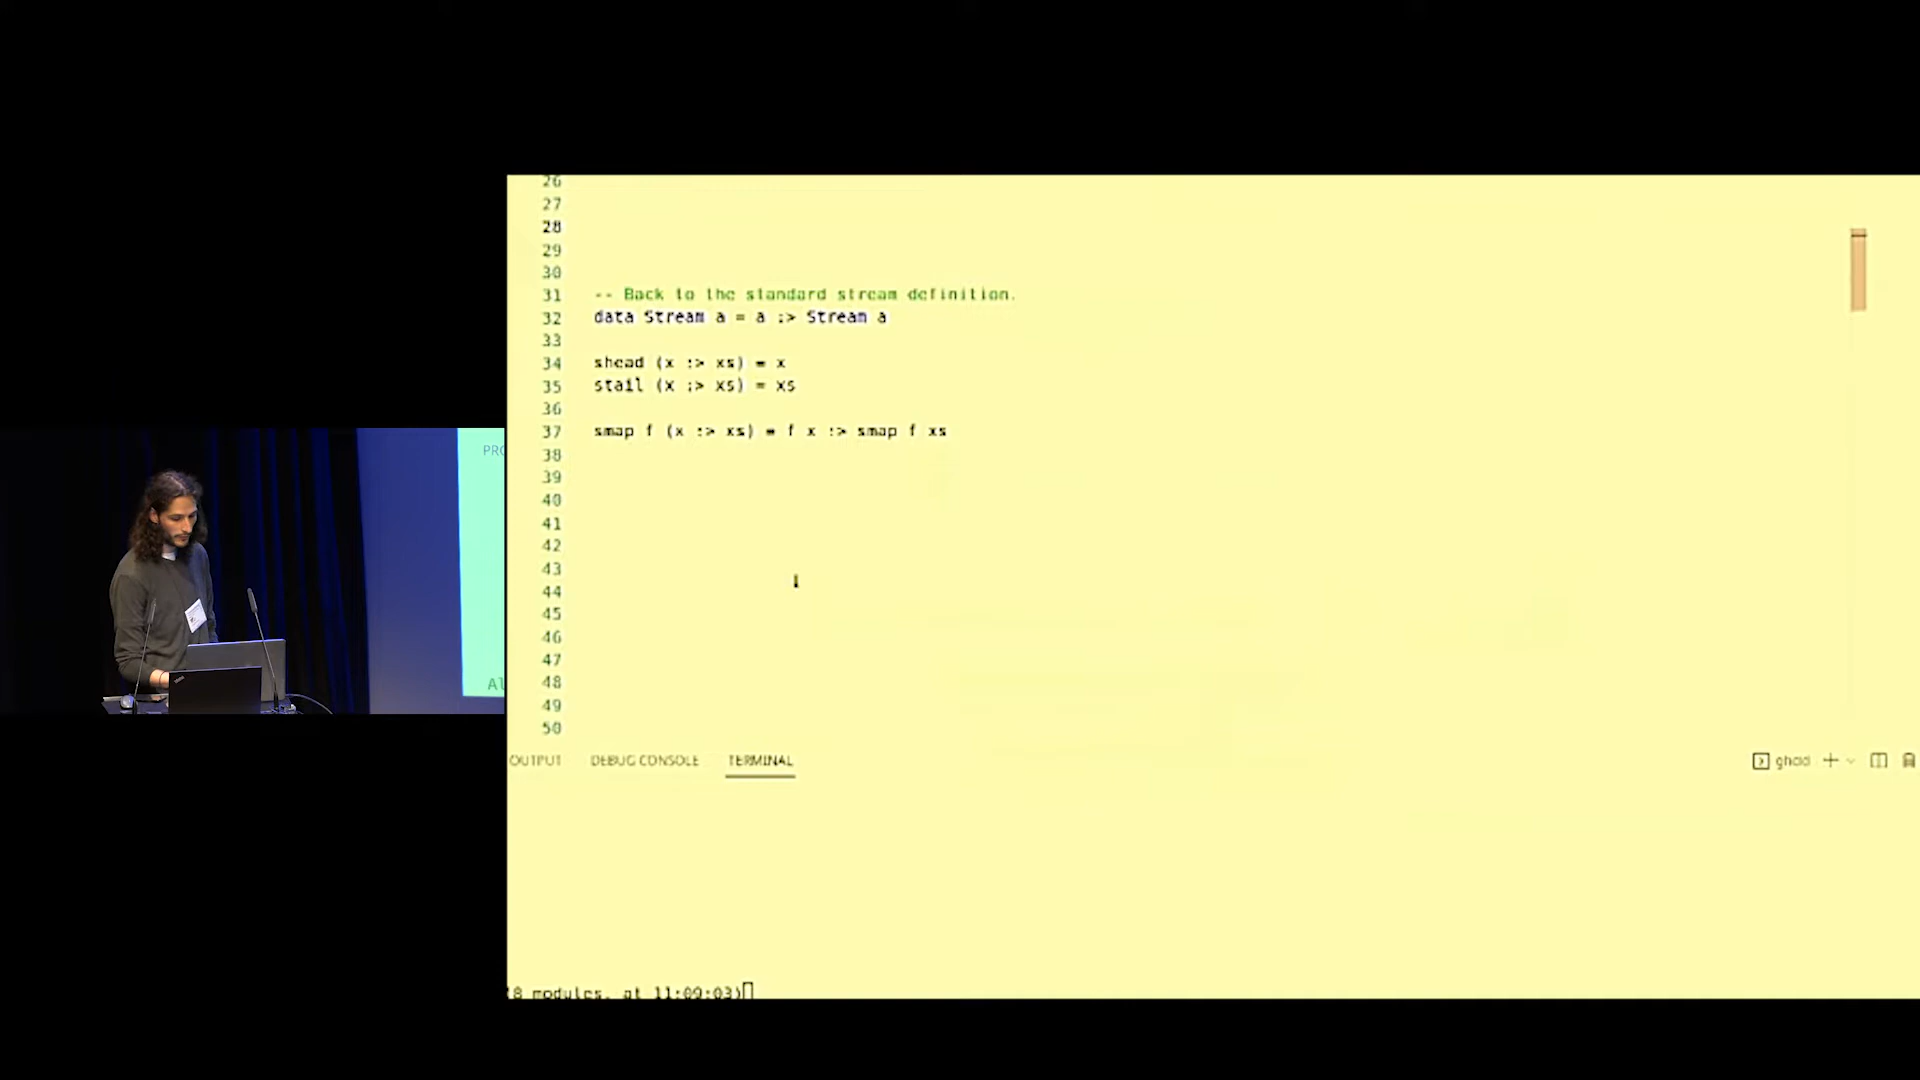 26
27
28
29
30
31 -- Back to the standard stream definition.
32 data Stream a = a :> Stream a
33
34 shead (x :> xs) = x
35 stail (x :> xs) = xs
36
37 smap f (x :> xs) = f x :> smap f xs
38
39
40
41
42
43
44
45
46
47
48
49
50
PRO
Al
OUTPUT DEBUG CONSOLE TERMINAL
ghcid
8 modules, at 11:09:03)